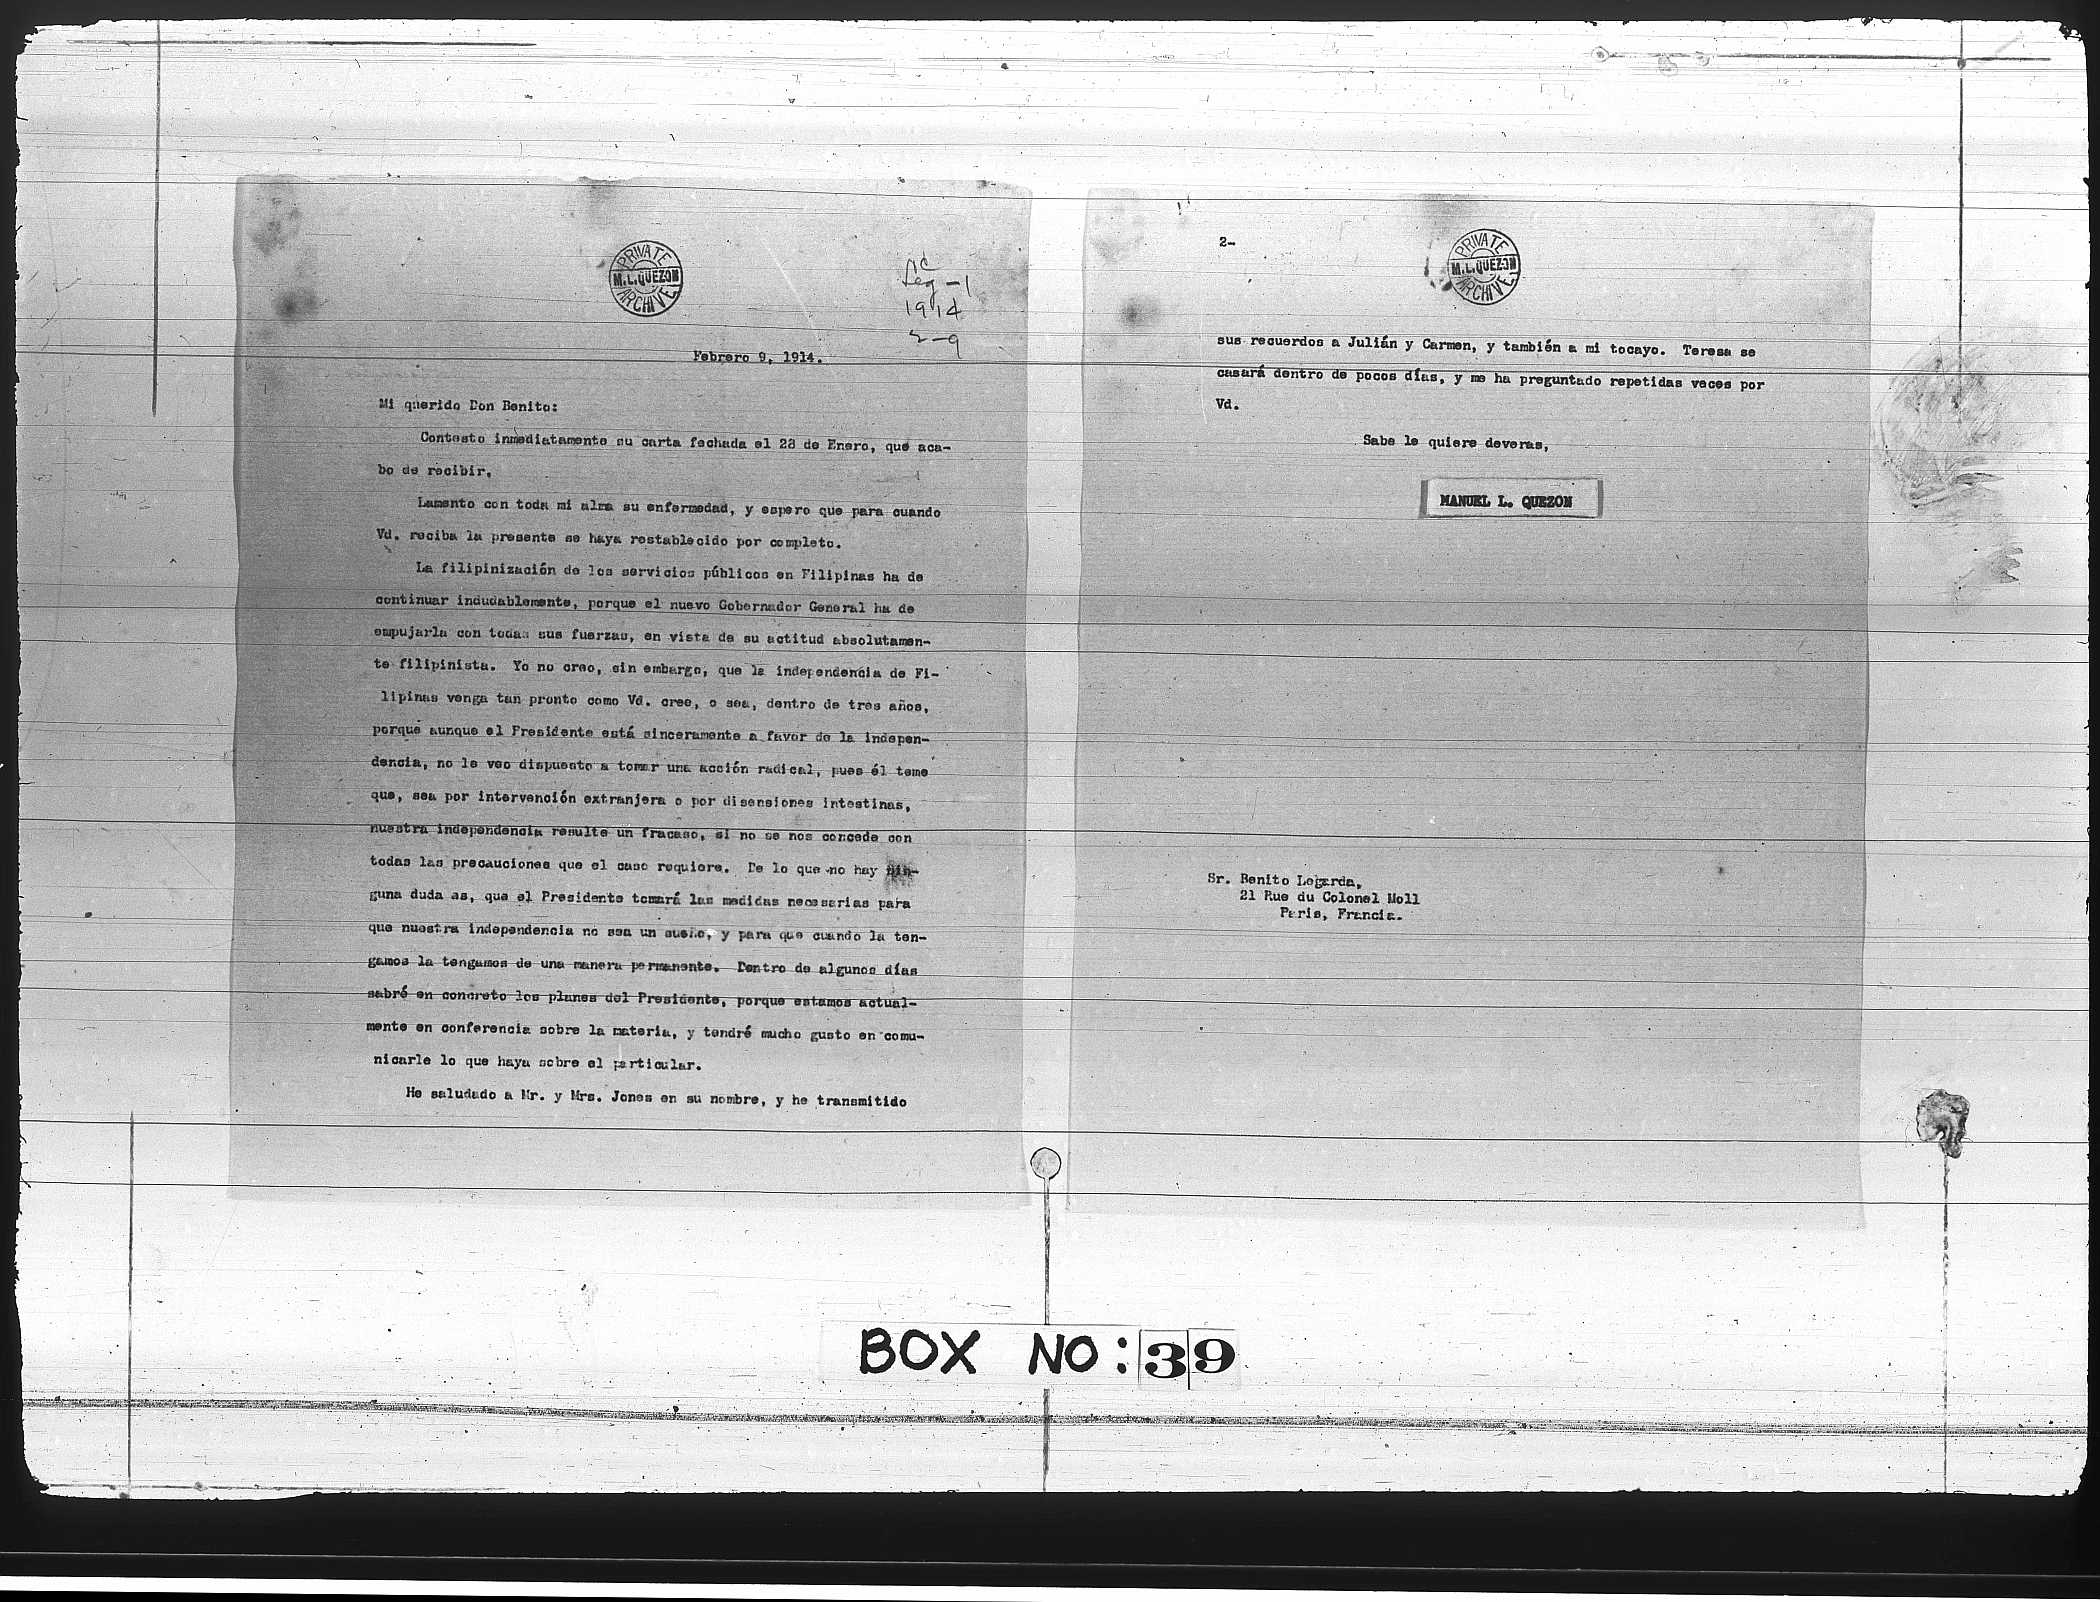 PRIVATE
M.L.QUEZON
ARCHIVE
Leg-1
1914
2-9
Febrero 9, 1914.
Mi querido Don Benito:
Contesto inmediatamente su carta fechada el 23 de Enero, que aca-
bo de recibir.
Lamento con toda mi alma su enfermedad, y espero que para cuando
Vd. reciba la presente se haya restablecido por completo.
La filipinización de los servicios públicos en Filipinas ha de
continuar indudablemente, porque el nuevo Gobernador General ha de
empujarla con todas sus fuerzas, en vista de su actitud absolutamen-
te filipinista. Yo no creo, sin embargo, que la independencia de Fi-
lipinas venga tan pronto como Vd. cree, o sea, dentro de tres años,
porque aunque el Presidente está sinceramente a favor de la indepen-
dencia, no le veo dispuesto a tomar una acción radical, pues él teme
que, sea por intervención extranjera o por disensiones intestinas,
nuestra independencia resulte un fracaso, si no se nos concede con
todas las precauciones que el caso requiere. De lo que no hay nin-
guna duda es, que el Presidente tomará las medidas necesarias para
que nuestra independencia no sea un sueño, y para que cuando la ten-
gamos la tengamos de una manera permanente. Dentro de algunos días
sabré en concreto los planes del Presidente, porque estamos actual-
mente en conferencia sobre la materia, y tendré mucho gusto en comu-
nicarle lo que haya sobre el particular.
He saludado a Mr. y Mrs. Jones en su nombre, y he transmitido
2-
PRIVATE
M.L.QUEZON
ARCHIVE
sus recuerdos a Julián y Carmen, y también a mi tocayo. Teresa se
casará dentro de pocos días, y me ha preguntado repetidas veces por
Vd.
Sabe le quiere deveras,
MANUEL L. QUEZON
Sr. Benito Legarda,
21 Rue du Colonel Moll
Paris, Francia.
BOX NO:39